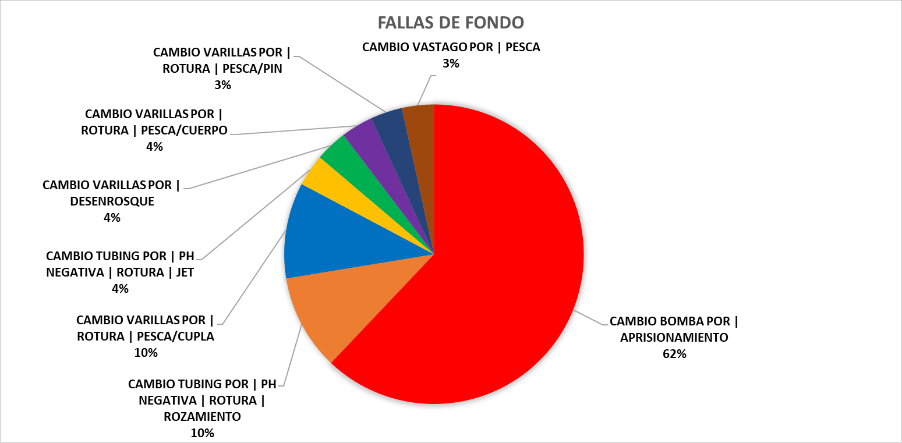 FALLAS DE FONDO
CAMBIO VASTAGO POR | PESCA
3%
CAMBIO VARILLAS POR |
ROTURA | PESCA/PIN
3%
CAMBIO VARILLAS POR |
ROTURA | PESCA/CUERPO
4%
CAMBIO VARILLAS POR |
DESENROSQUE
4%
CAMBIO TUBING POR | PH
NEGATIVA | ROTURA | JET
4%
CAMBIO VARILLAS POR |
ROTURA | PESCA/CUPLA
10%
CAMBIO TUBING POR | PH
NEGATIVA | ROTURA |
ROZAMIENTO
10%
CAMBIO BOMBA POR |
APRISIONAMIENTO
62%